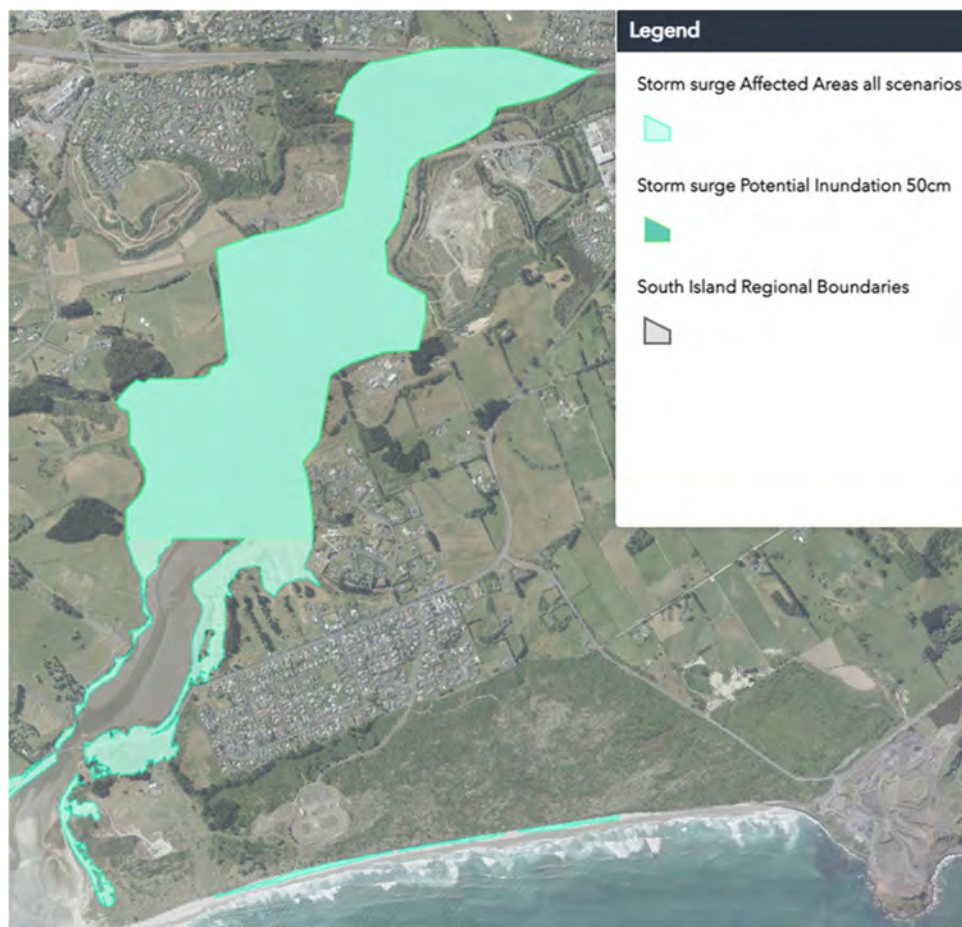 Legend
Storm surge Affected Areas all scenarios
Storm surge Potential Inundation 50cm
South Island Regional Boundaries